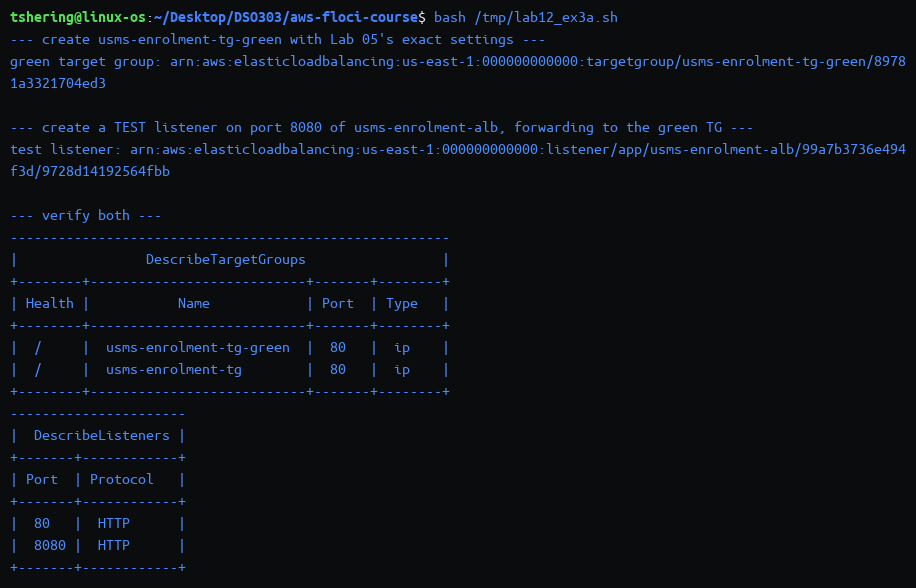 tshering@linux-os:~/Desktop/DSO303/aws-floci-course$ bash /tmp/lab12_ex3a.sh
--- create usms-enrolment-tg-green with Lab 05's exact settings ---
green target group: arn:aws:elasticloadbalancing:us-east-1:000000000000:targetgroup/usms-enrolment-tg-green/8978
1a3321704ed3

--- create a TEST listener on port 8080 of usms-enrolment-alb, forwarding to the green TG ---
test listener: arn:aws:elasticloadbalancing:us-east-1:000000000000:listener/app/usms-enrolment-alb/99a7b3736e494
f3d/9728d14192564fbb

--- verify both ---
-------------------------------------------------------
|                DescribeTargetGroups                 |
+--------+---------------------------+-------+--------+
| Health |           Name            | Port  | Type   |
+--------+---------------------------+-------+--------+
|  /     |  usms-enrolment-tg-green  |  80   |  ip    |
|  /     |  usms-enrolment-tg        |  80   |  ip    |
+--------+---------------------------+-------+--------+
----------------------
|  DescribeListeners |
+-------+------------+
| Port  | Protocol   |
+-------+------------+
|  80   |  HTTP      |
|  8080 |  HTTP      |
+-------+------------+